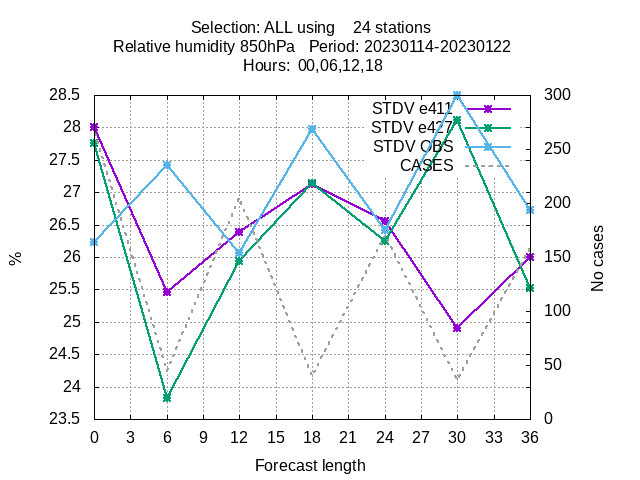 Selection: ALL using    24 stations
Relative humidity 850hPa   Period: 20230114-20230122
Hours:  00,06,12,18
STDV e411
STDV e427
STDV OBS
CASES
28.5
28
27.5
27
26.5
26
25.5
25
24.5
24
23.5
300
250
200
150
100
50
0
%
No cases
0 3 6 9 12 15 18 21 24 27 30 33 36
Forecast length